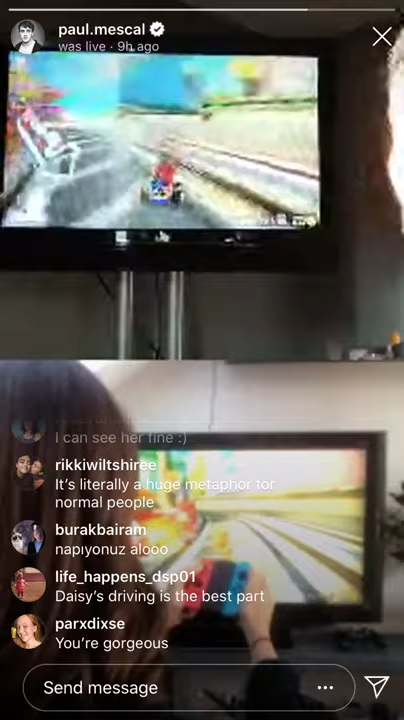 paul.mescal
was live · 9h ago
I can see her fine :)
rikkiwiltshiree
It's literally a huge metaphor for
normal people
burakbairam
napıyonuz alooo
life_happens_dsp01
Daisy's driving is the best part
parxdixse
You're gorgeous
Send message